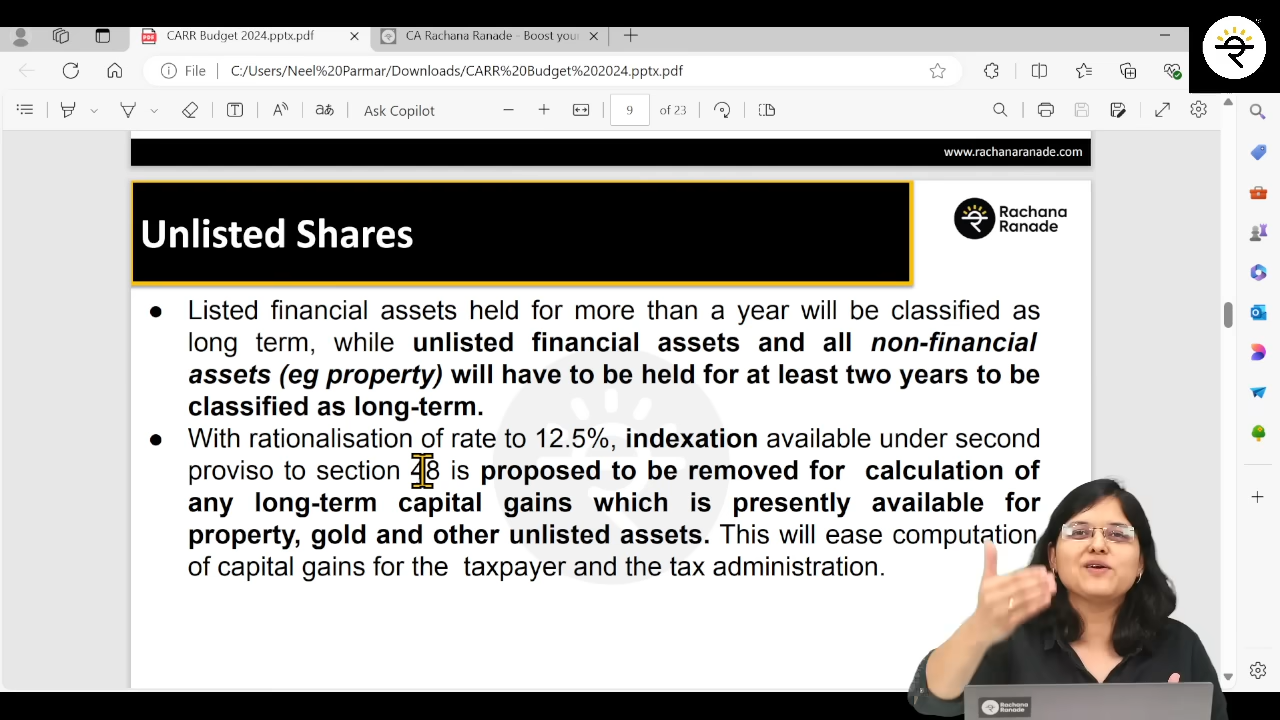 CARR Budget 2024.pptx.pdf
CA Rachana Ranade - Boost your
File
C:/Users/Neel%20Parmar/Downloads/CARR%20Budget%202024.pptx.pdf
Ask Copilot
9
of 23
www.rachanaranade.com
Unlisted Shares
Rachana
Ranade
● Listed financial assets held for more than a year will be classified as
long term, while unlisted financial assets and all non-financial
assets (eg property) will have to be held for at least two years to be
classified as long-term.
● With rationalisation of rate to 12.5%, indexation available under second
proviso to section 48 is proposed to be removed for calculation of
any long-term capital gains which is presently available for
property, gold and other unlisted assets. This will ease computation
of capital gains for the taxpayer and the tax administration.
Rachana
Ranade